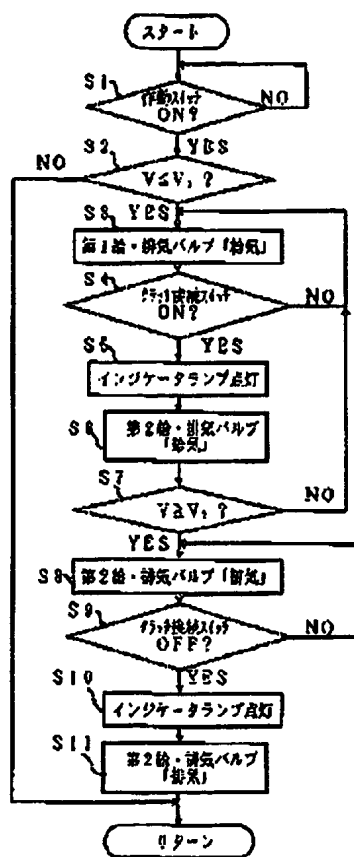 スタート
S1
作動スイッチ
ON?
NO
S2
YES
NO
V≦V₁?
S3
YES
第1給・排気バルブ「給気」
S4
クラッチ接続スイッチ
ON?
NO
S5
YES
インジケータランプ点灯
S6
第2給・排気バルブ
「給気」
S7
NO
YES
S8
第2給・排気バルブ「排気」
S9
クラッチ接続スイッチ
OFF?
NO
S10
YES
インジケータランプ点灯
S11
第2給・排気バルブ
「排気」
リターン